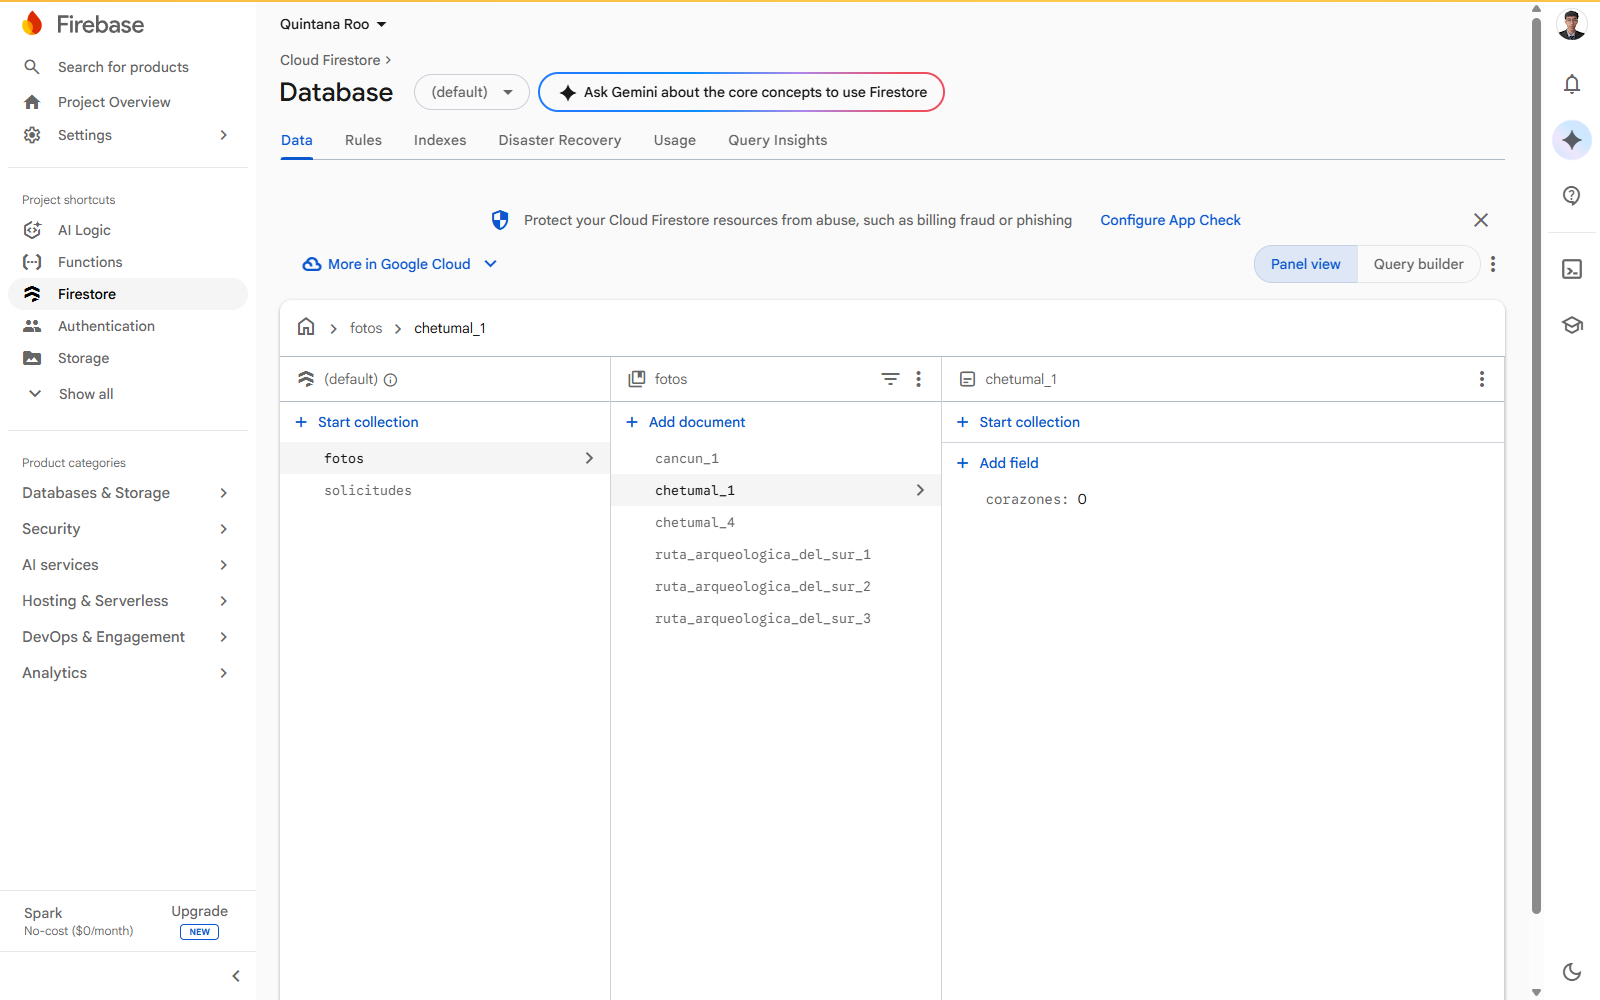 Firebase
Search for products
Project Overview
Settings
Project shortcuts
AI Logic
Functions
Firestore
Authentication
Storage
Show all
Product categories
Databases & Storage
Security
AI services
Hosting & Serverless
DevOps & Engagement
Analytics
Spark
No-cost ($0/month)
Upgrade
NEW
Quintana Roo
Cloud Firestore
Database
(default)
Ask Gemini about the core concepts to use Firestore
Data
Rules
Indexes
Disaster Recovery
Usage
Query Insights
Protect your Cloud Firestore resources from abuse, such as billing fraud or phishing
Configure App Check
More in Google Cloud
Panel view
Query builder
fotos
chetumal_1
(default)
Start collection
fotos
solicitudes
fotos
Add document
cancun_1
chetumal_1
chetumal_4
ruta_arqueologica_del_sur_1
ruta_arqueologica_del_sur_2
ruta_arqueologica_del_sur_3
chetumal_1
Start collection
Add field
corazones: 0